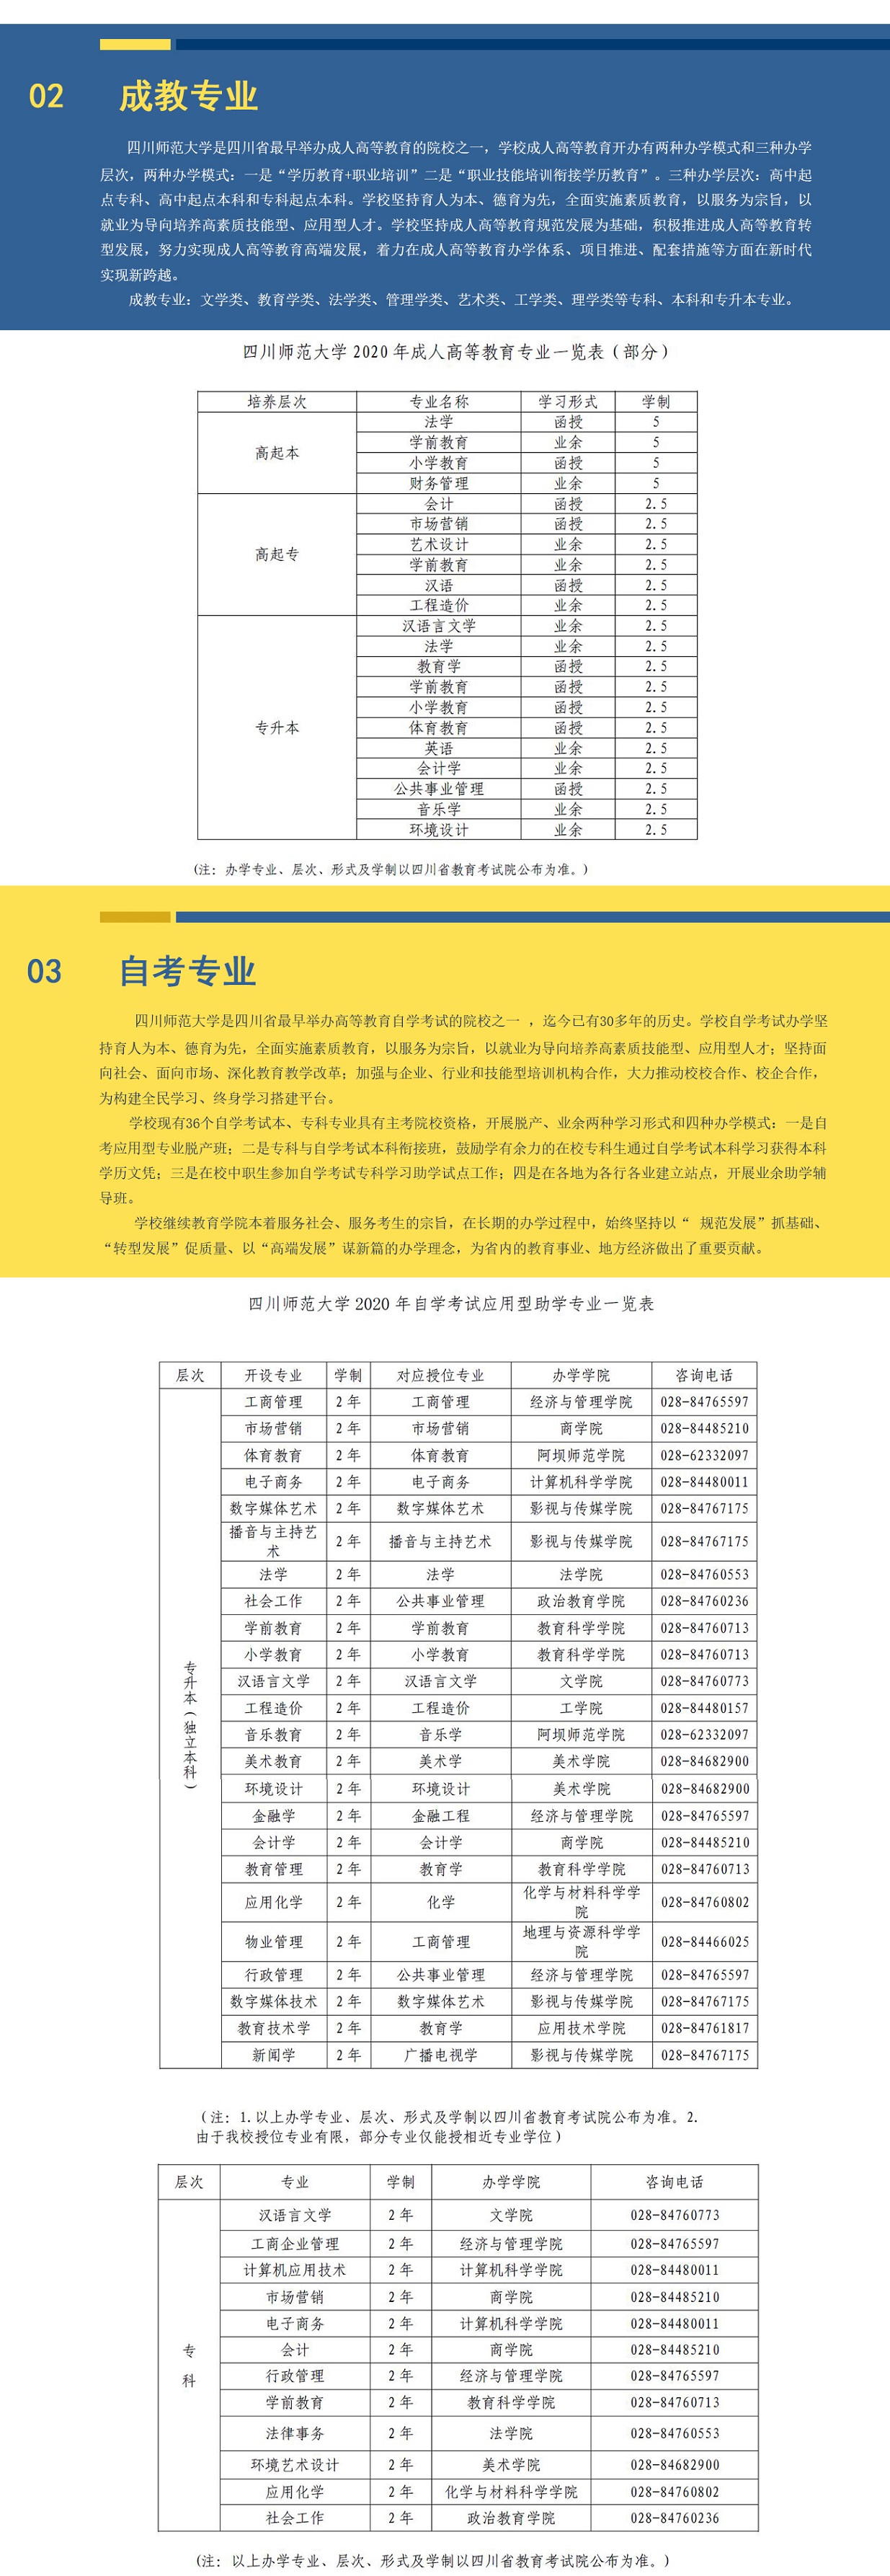 02 成教专业
四川师范大学是四川省最早举办成人高等教育的院校之一，学校成人高等教育开办有两种办学模式和三种办学
层次，两种办学模式：一是“学历教育+职业培训”二是“职业技能培训衔接学历教育”。三种办学层次：高中起
点专科、高中起点本科和专科起点本科。学校坚持育人为本、德育为先，全面实施素质教育，以服务为宗旨，以
就业为导向培养高素质技能型、应用型人才。学校坚持成人高等教育规范发展为基础，积极推进成人高等教育转
型发展，努力实现成人高等教育高端发展，着力在成人高等教育办学体系、项目推进、配套措施等方面在新时代
实现新跨越。
成教专业：文学类、教育学类、法学类、管理学类、艺术类、工学类、理学类等专科、本科和专升本专业。
四川师范大学 2020 年成人高等教育专业一览表（部分）
培养层次 专业名称 学习形式 学制
高起本
法学 函授 5
学前教育 业余 5
小学教育 函授 5
财务管理 业余 5
高起专
会计 函授 2.5
市场营销 函授 2.5
艺术设计 业余 2.5
学前教育 业余 2.5
汉语 函授 2.5
工程造价 业余 2.5
专升本
汉语言文学 业余 2.5
法学 业余 2.5
教育学 函授 2.5
学前教育 函授 2.5
小学教育 函授 2.5
体育教育 函授 2.5
英语 业余 2.5
会计学 业余 2.5
公共事业管理 函授 2.5
音乐学 业余 2.5
环境设计 业余 2.5
(注：办学专业、层次、形式及学制以四川省教育考试院公布为准。)
03 自考专业
四川师范大学是四川省最早举办高等教育自学考试的院校之一 ，迄今已有30多年的历史。学校自学考试办学坚
持育人为本、德育为先，全面实施素质教育，以服务为宗旨，以就业为导向培养高素质技能型、应用型人才；坚持面
向社会、面向市场、深化教育教学改革；加强与企业、行业和技能型培训机构合作，大力推动校校合作、校企合作，
为构建全民学习、终身学习搭建平台。
学校现有36个自学考试本、专科专业具有主考院校资格，开展脱产、业余两种学习形式和四种办学模式：一是自
考应用型专业脱产班；二是专科与自学考试本科衔接班，鼓励学有余力的在校专科生通过自学考试本科学习获得本科
学历文凭；三是在校中职生参加自学考试专科学习助学试点工作；四是在各地为各行各业建立站点，开展业余助学辅
导班。
学校继续教育学院本着服务社会、服务考生的宗旨，在长期的办学过程中，始终坚持以“ 规范发展”抓基础、
“转型发展”促质量、以“高端发展”谋新篇的办学理念，为省内的教育事业、地方经济做出了重要贡献。
四川师范大学 2020 年自学考试应用型助学专业一览表
层次 开设专业 学制 对应授位专业 办学学院 咨询电话
专升本（独立本科）
工商管理 2 年 工商管理 经济与管理学院 028-84765597
市场营销 2 年 市场营销 商学院 028-84485210
体育教育 2 年 体育教育 阿坝师范学院 028-62332097
电子商务 2 年 电子商务 计算机科学学院 028-84480011
数字媒体艺术 2 年 数字媒体艺术 影视与传媒学院 028-84767175
播音与主持艺术 2 年 播音与主持艺术 影视与传媒学院 028-84767175
法学 2 年 法学 法学院 028-84760553
社会工作 2 年 公共事业管理 政治教育学院 028-84760236
学前教育 2 年 学前教育 教育科学学院 028-84760713
小学教育 2 年 小学教育 教育科学学院 028-84760713
汉语言文学 2 年 汉语言文学 文学院 028-84760773
工程造价 2 年 工程造价 工学院 028-84480157
音乐教育 2 年 音乐学 阿坝师范学院 028-62332097
美术教育 2 年 美术学 美术学院 028-84682900
环境设计 2 年 环境设计 美术学院 028-84682900
金融学 2 年 金融工程 经济与管理学院 028-84765597
会计学 2 年 会计学 商学院 028-84485210
教育管理 2 年 教育学 教育科学学院 028-84760713
应用化学 2 年 化学 化学与材料科学学院 028-84760802
物业管理 2 年 工商管理 地理与资源科学学院 028-84466025
行政管理 2 年 公共事业管理 经济与管理学院 028-84765597
数字媒体技术 2 年 数字媒体艺术 影视与传媒学院 028-84767175
教育技术学 2 年 教育学 应用技术学院 028-84761817
新闻学 2 年 广播电视学 影视与传媒学院 028-84767175
（注：1.以上办学专业、层次、形式及学制以四川省教育考试院公布为准。2.
由于我校授位专业有限，部分专业仅能授相近专业学位）
层次 专业 学制 办学学院 咨询电话
专科
汉语言文学 2 年 文学院 028-84760773
工商企业管理 2 年 经济与管理学院 028-84765597
计算机应用技术 2 年 计算机科学学院 028-84480011
市场营销 2 年 商学院 028-84485210
电子商务 2 年 计算机科学学院 028-84480011
会计 2 年 商学院 028-84485210
行政管理 2 年 经济与管理学院 028-84765597
学前教育 2 年 教育科学学院 028-84760713
法律事务 2 年 法学院 028-84760553
环境艺术设计 2 年 美术学院 028-84682900
应用化学 2 年 化学与材料科学学院 028-84760802
社会工作 2 年 政治教育学院 028-84760236
(注：以上办学专业、层次、形式及学制以四川省教育考试院公布为准。)